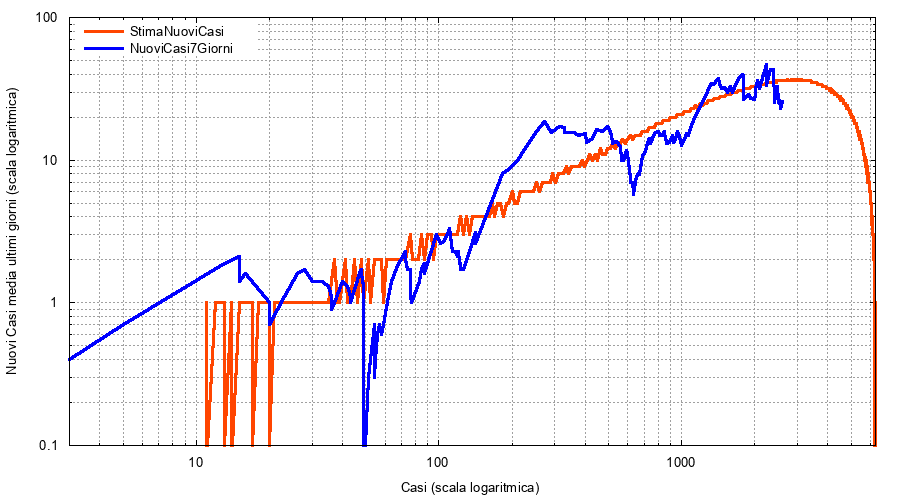 StimaNuoviCasi
NuoviCasi7Giorni
100
10
1
0.1
Nuovi Casi media ultimi giorni (scala logaritmica)
10
100
1000
Casi (scala logaritmica)